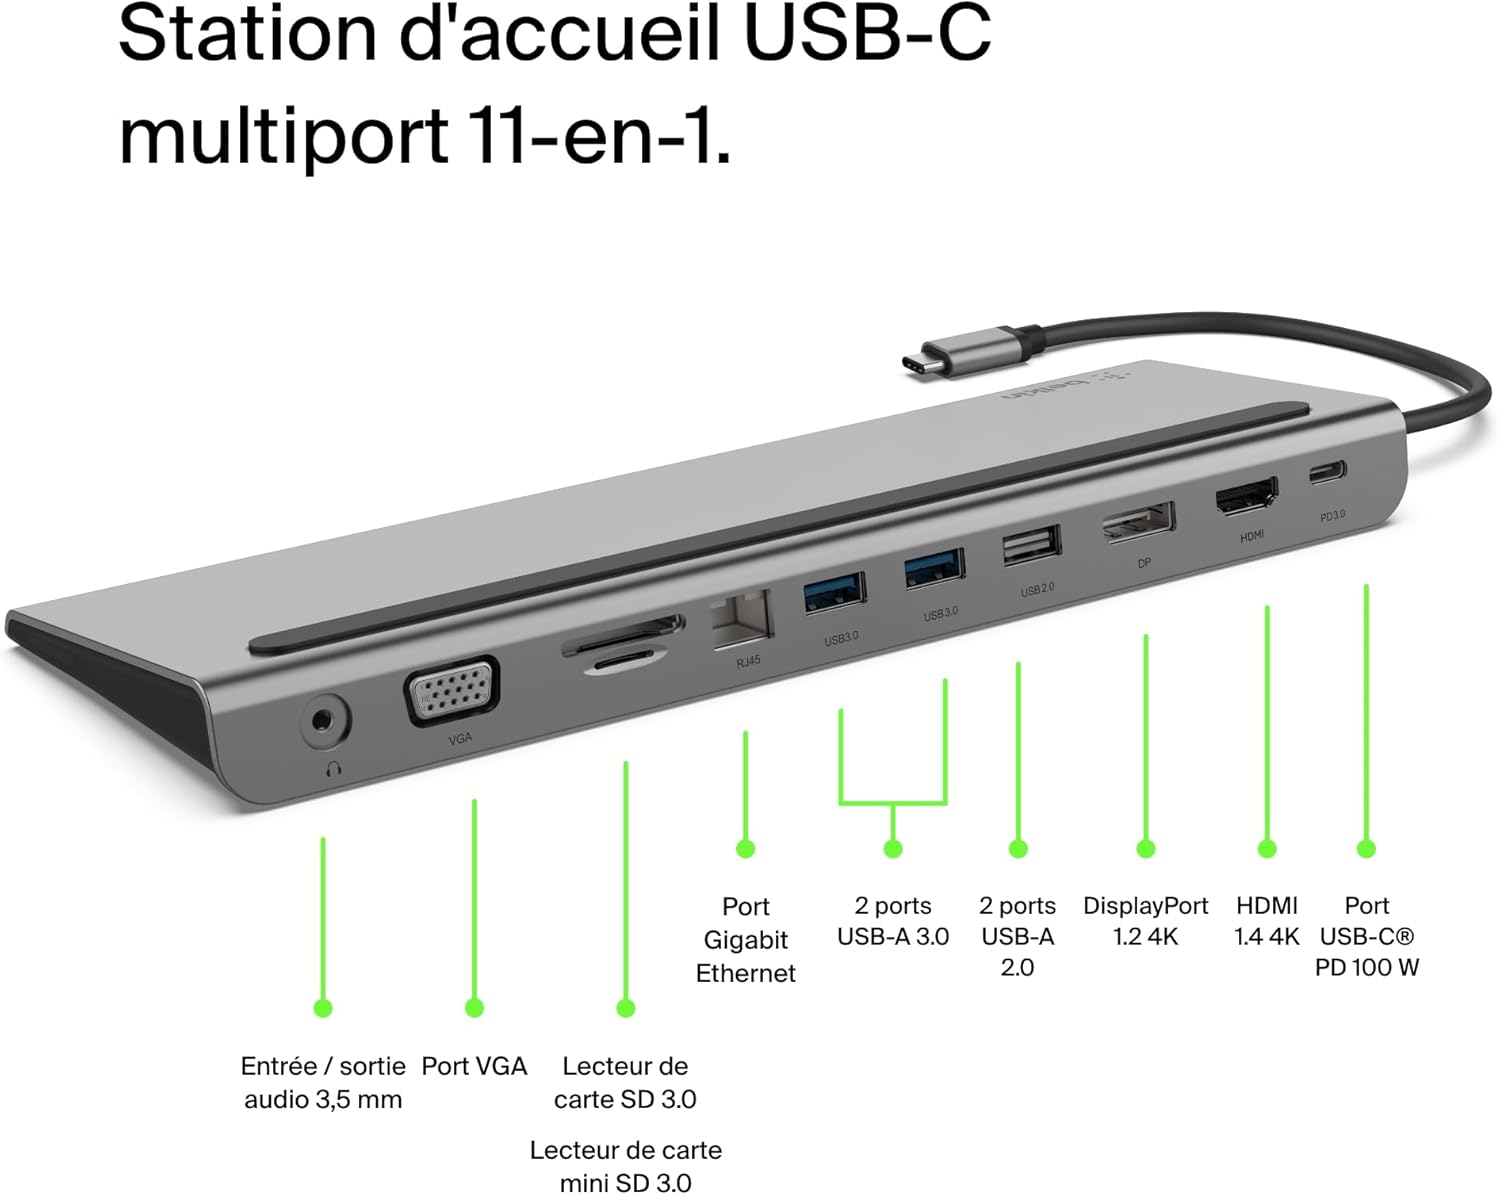 Station d'accueil USB-C
multiport 11-en-1.
belkin
PD3.0
HDMI
DP
USB2.0
USB3.0
USB3.0
RJ45
VGA
Port
Gigabit
Ethernet
2 ports
USB-A 3.0
2 ports
USB-A
2.0
DisplayPort
1.2 4K
HDMI
1.4 4K
Port
USB-C®
PD 100 W
Entrée / sortie
audio 3,5 mm
Port VGA
Lecteur de
carte SD 3.0
Lecteur de carte
mini SD 3.0